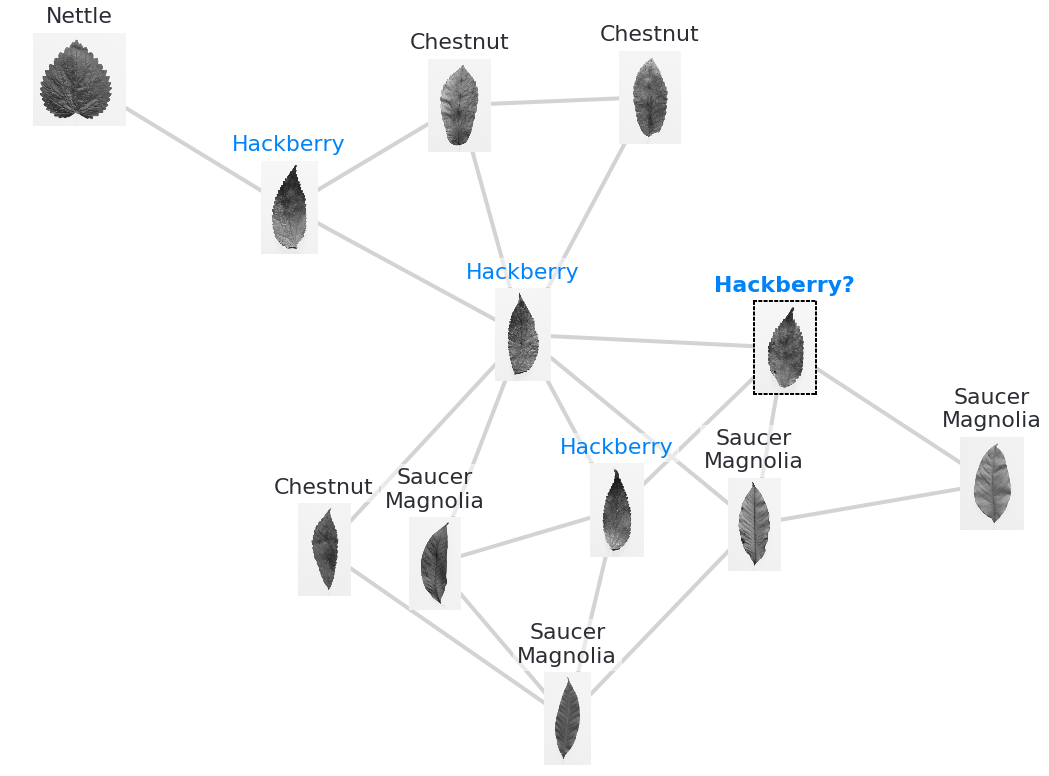 Nettle
Chestnut
Chestnut
Hackberry
Hackberry
Hackberry?
Saucer
Magnolia
Saucer
Magnolia
Hackberry
Chestnut
Saucer
Magnolia
Saucer
Magnolia